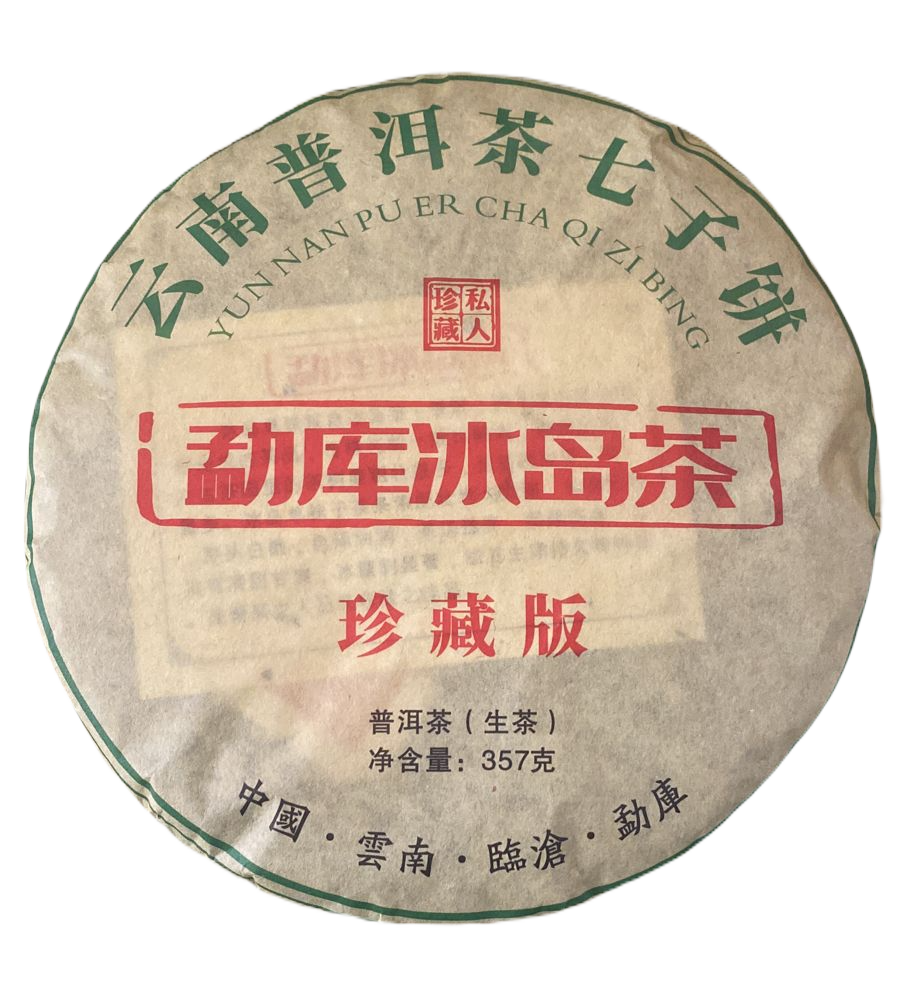 云南普洱茶七子饼
YUN NAN PU ER CHA QI ZI BING
私人
珍藏
勐库冰岛茶
珍藏版
普洱茶（生茶）
净含量：357克
中國·雲南·臨滄·勐庫